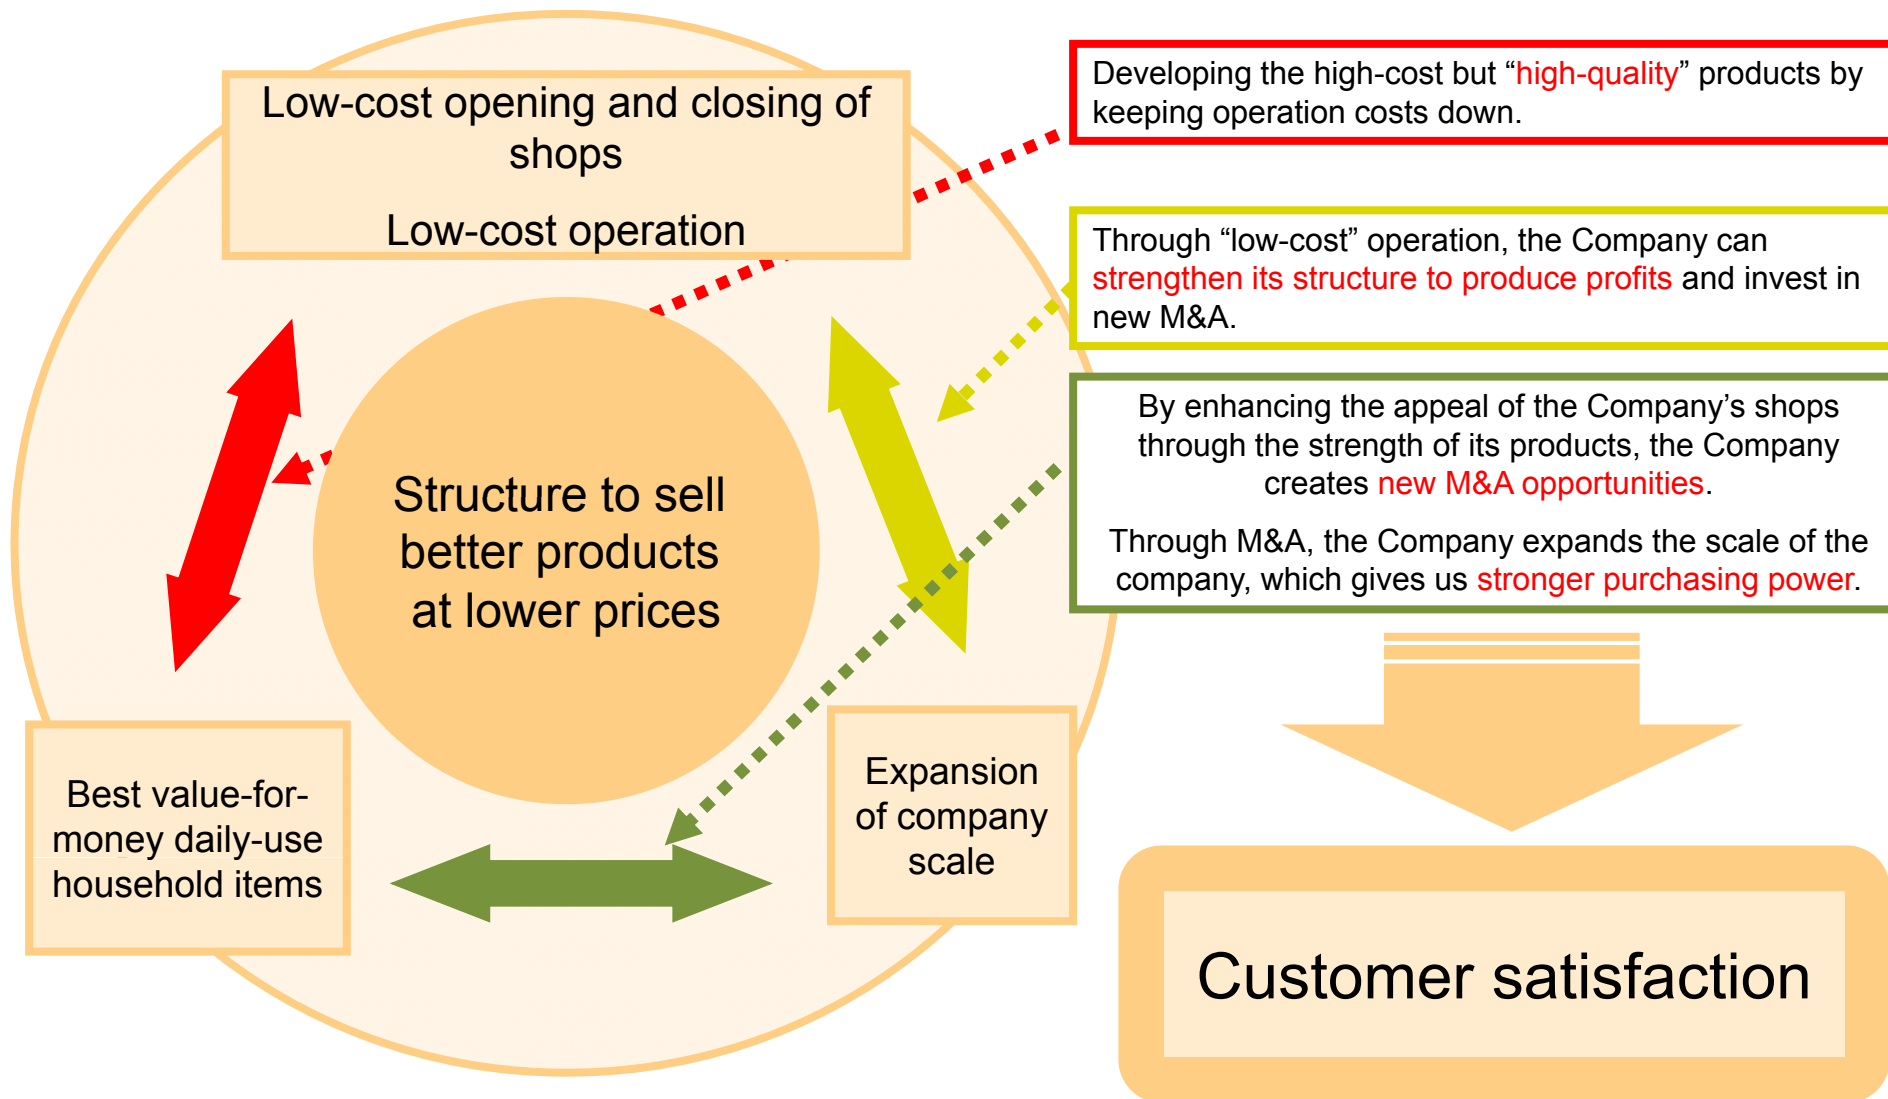 Low-cost opening and closing of
shops
Low-cost operation
Developing the high-cost but “high-quality” products by
keeping operation costs down.
Through “low-cost” operation, the Company can
strengthen its structure to produce profits and invest in
new M&A.
By enhancing the appeal of the Company’s shops
through the strength of its products, the Company
creates new M&A opportunities.
Through M&A, the Company expands the scale of the
company, which gives us stronger purchasing power.
Structure to sell
better products
at lower prices
Best value-for-
money daily-use
household items
Expansion
of company
scale
Customer satisfaction